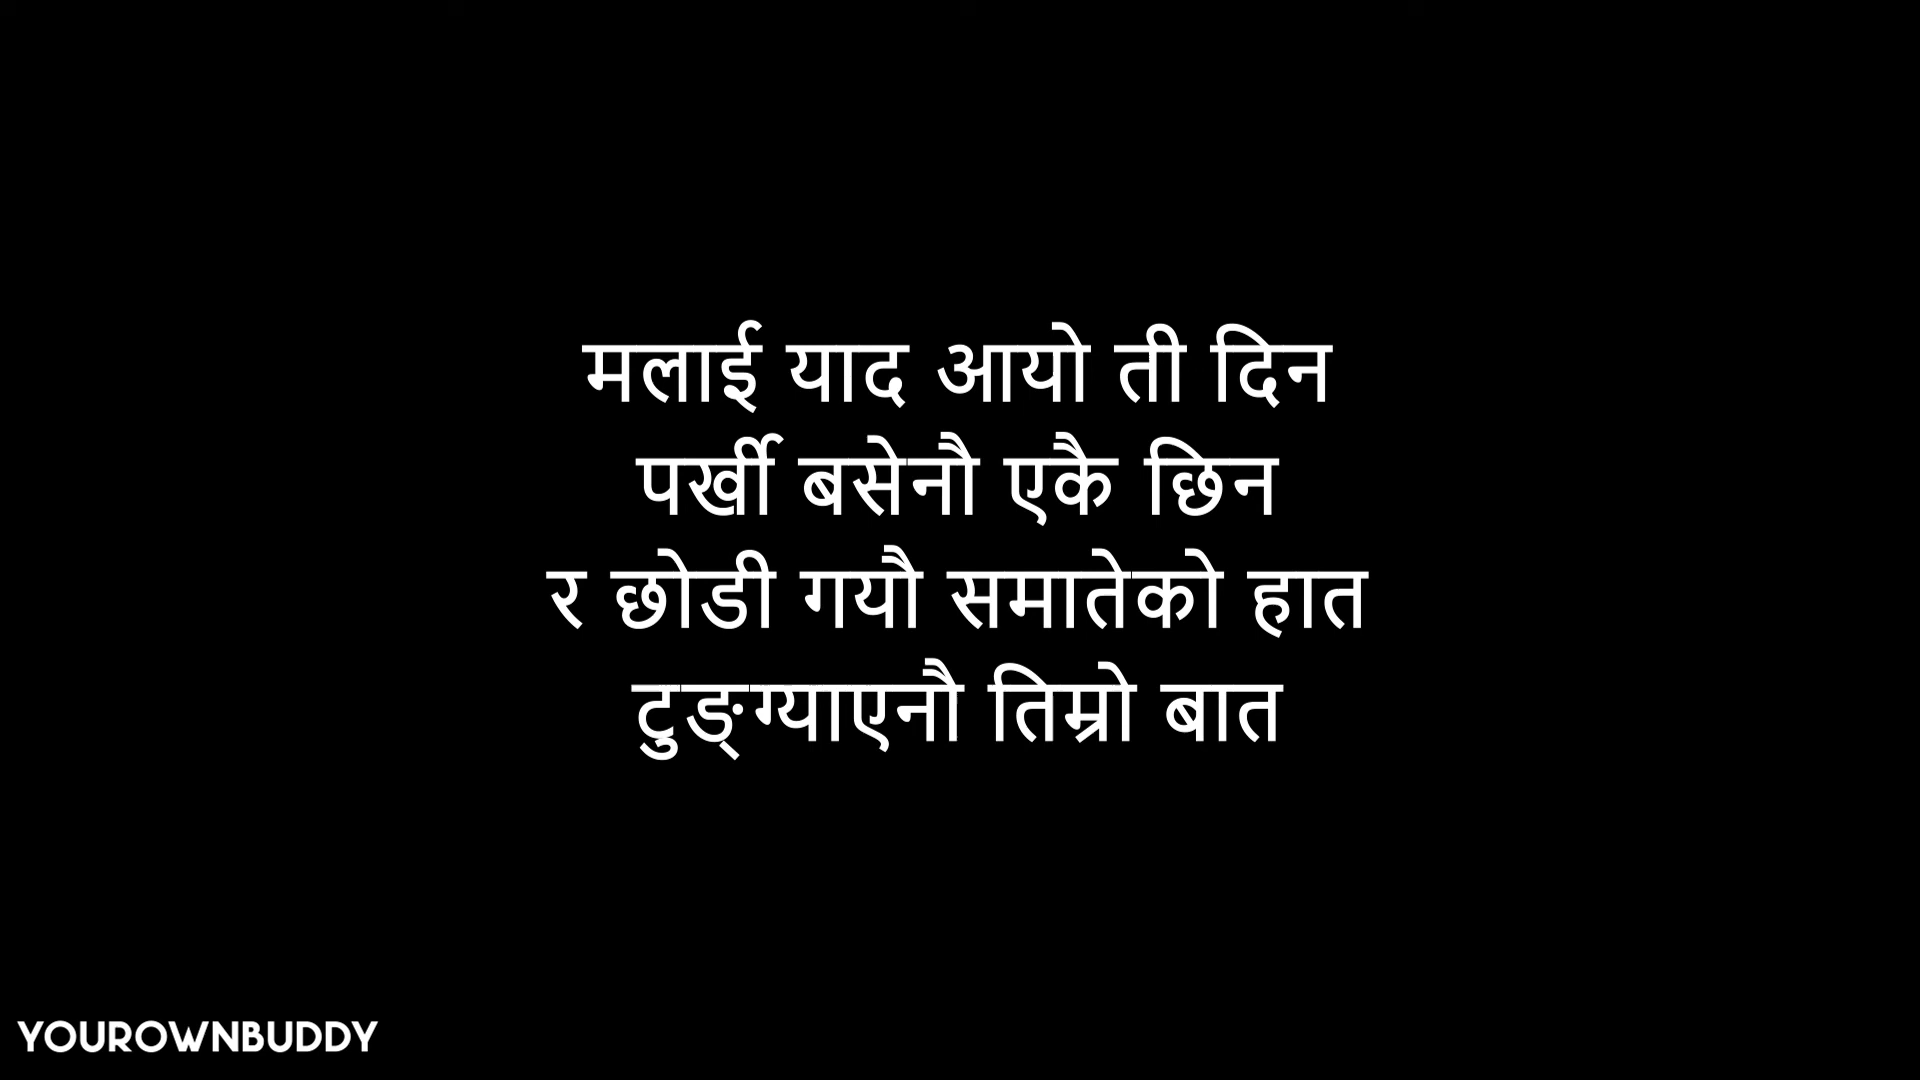 मलाई याद आयो ती दिन
पर्खी बसेनौ एकै छिन
र छोडी गयौ समातेको हात
टुङ्ग्याएनौ तिम्रो बात
YOUROWNBUDDY